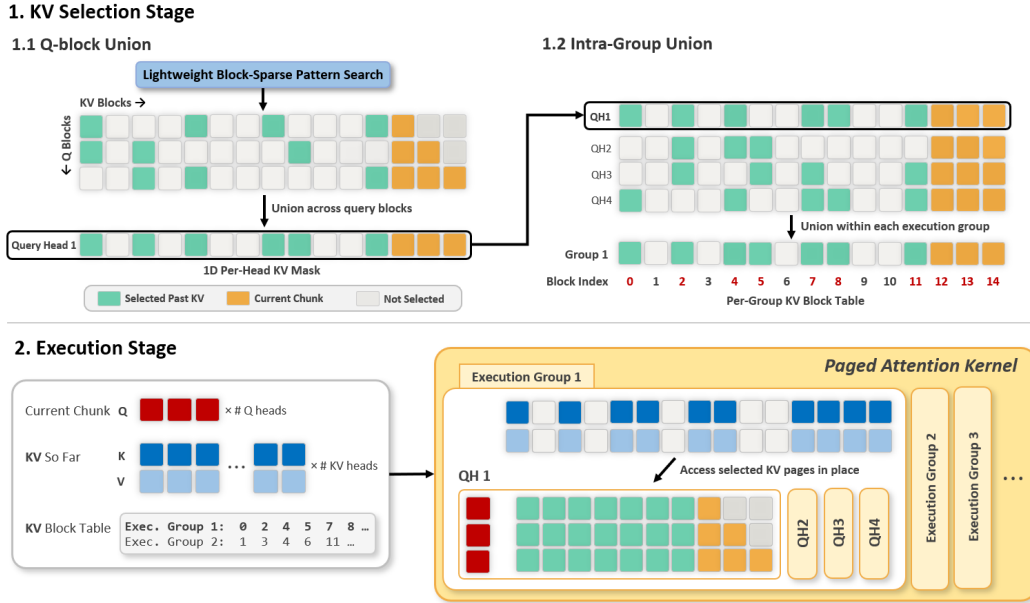 1. KV Selection Stage
1.1 Q-block Union
Lightweight Block-Sparse Pattern Search
KV Blocks →
← Q Blocks
Union across query blocks
Query Head 1
1D Per-Head KV Mask
Selected Past KV
Current Chunk
Not Selected
1.2 Intra-Group Union
QH1
QH2
QH3
QH4
Union within each execution group
Group 1
Block Index 0 1 2 3 4 5 6 7 8 9 10 11 12 13 14
Per-Group KV Block Table
2. Execution Stage
Current Chunk Q × # Q heads
KV So Far K
... × # KV heads
V
KV Block Table
Exec. Group 1: 0 2 4 5 7 8 …
Exec. Group 2: 1 3 4 6 11 …
Paged Attention Kernel
Execution Group 1
Access selected KV pages in place
QH 1
QH2
QH3
QH4
Execution Group 2
Execution Group 3
...